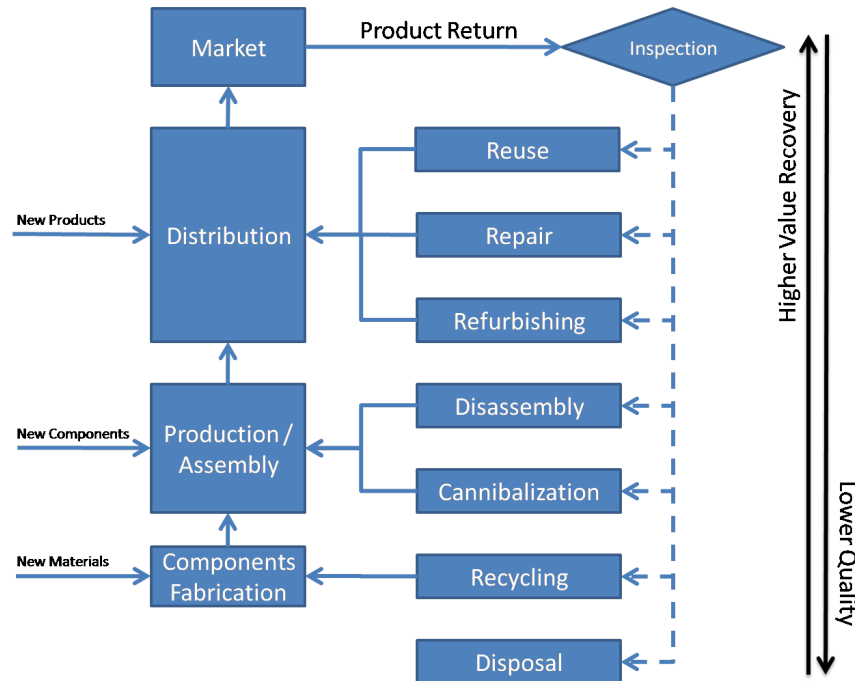 Market
Product Return
Inspection
Reuse
New Products
Distribution
Repair
Refurbishing
Disassembly
New Components
Production /
Assembly
Cannibalization
New Materials
Components
Fabrication
Recycling
Disposal
Higher Value Recovery
Lower Quality